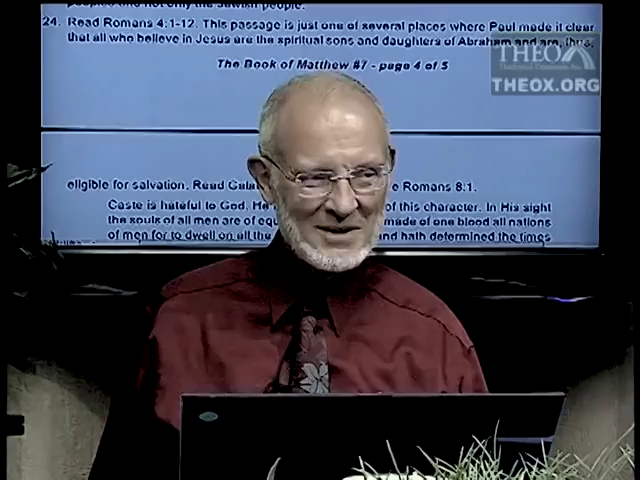 24. Read Romans 4:1-12. This passage is just one of several places where Paul made it clear
that all who believe in Jesus are the spiritual sons and daughters of Abraham and are, thus,
The Book of Matthew #7 - page 4 of 5
THEO
THEOX.ORG
eligible for salvation. Read e Romans 8:1.
Caste is hateful to God. He of this character. In His sight
the souls of all men are of made of one blood all nations
of men for to dwell on all the and hath determined the times